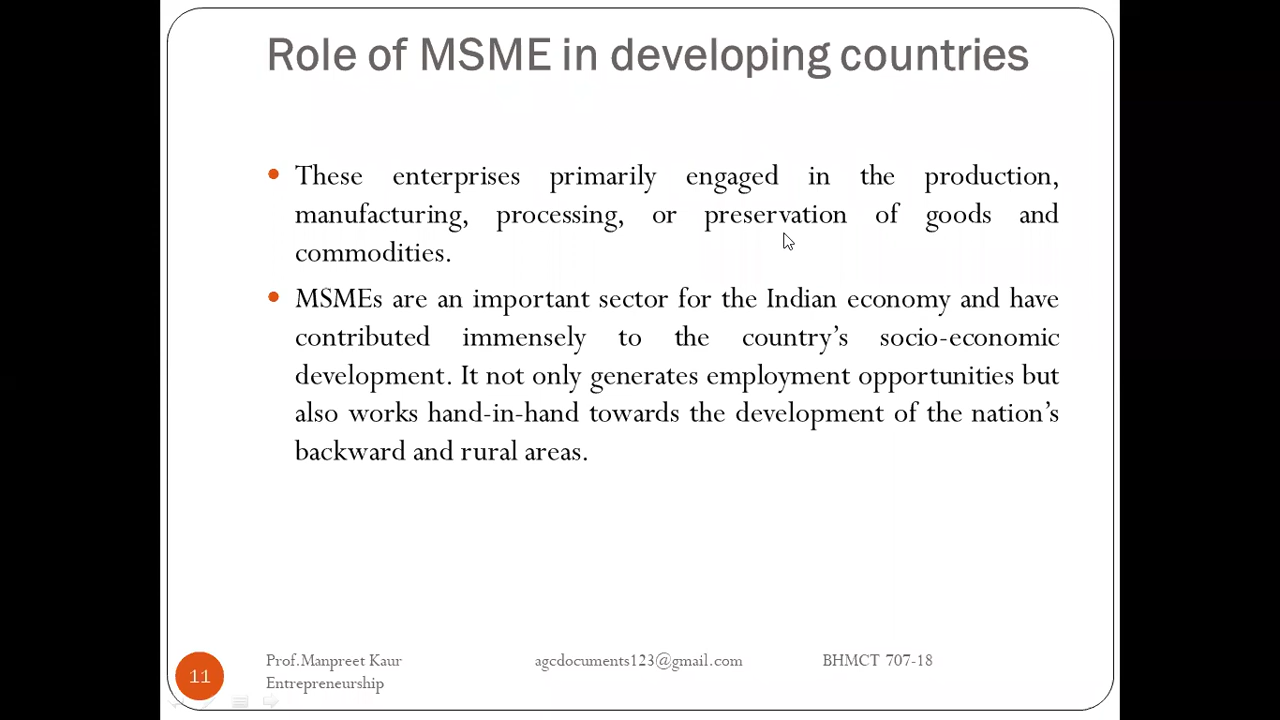 Role of MSME in developing countries
• These enterprises primarily engaged in the production,
manufacturing, processing, or preservation of goods and
commodities.
• MSMEs are an important sector for the Indian economy and have
contributed immensely to the country's socio-economic
development. It not only generates employment opportunities but
also works hand-in-hand towards the development of the nation's
backward and rural areas.
11
Prof.Manpreet Kaur
Entrepreneurship
agcdocuments123@gmail.com
BHMCT 707-18